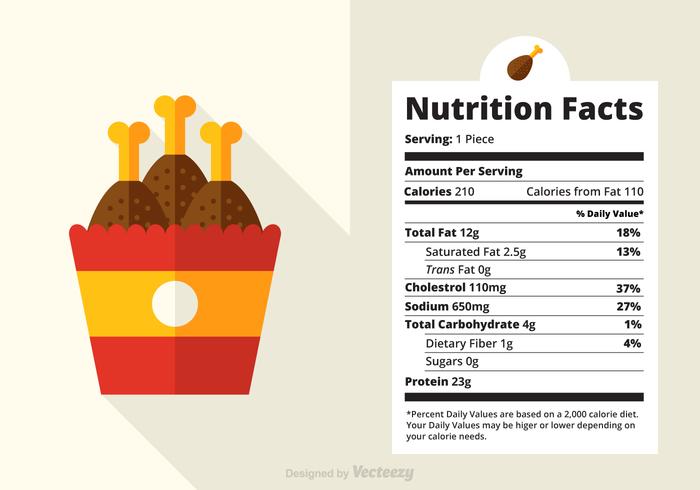 Nutrition Facts
Serving: 1 Piece
Amount Per Serving
Calories 210 Calories from Fat 110
% Daily Value*
Total Fat 12g 18%
Saturated Fat 2.5g 13%
Trans Fat 0g
Cholestrol 110mg 37%
Sodium 650mg 27%
Total Carbohydrate 4g 1%
Dietary Fiber 1g 4%
Sugars 0g
Protein 23g
*Percent Daily Values are based on a 2,000 calorie diet.
Your Daily Values may be higer or lower depending on
your calorie needs.
Designed by Vecteezy